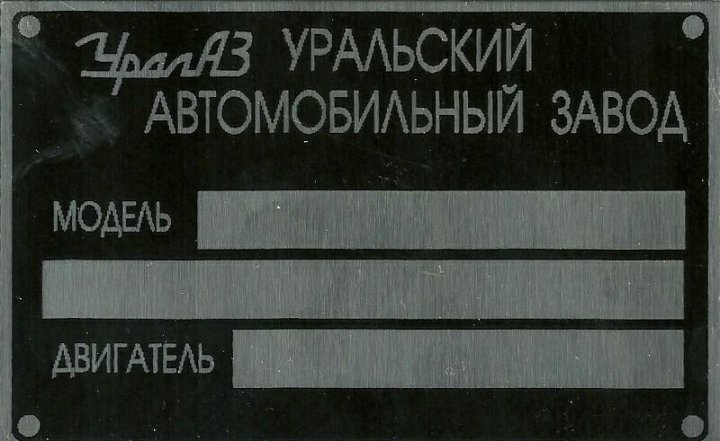 УралАЗ УРАЛЬСКИЙ
АВТОМОБИЛЬНЫЙ ЗАВОД
МОДЕЛЬ
ДВИГАТЕЛЬ